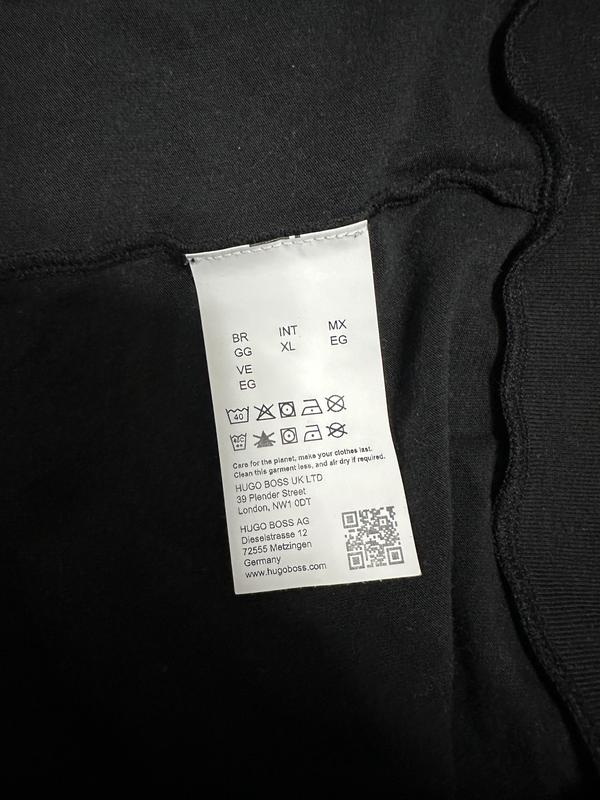 BR INT MX
GG XL EG
VE
EG
40
40°C
Care for the planet, make your clothes last.
Clean this garment less, and air dry if required.
HUGO BOSS UK LTD
39 Plender Street
London, NW1 0DT
HUGO BOSS AG
Dieselstrasse 12
72555 Metzingen
Germany
www.hugoboss.com